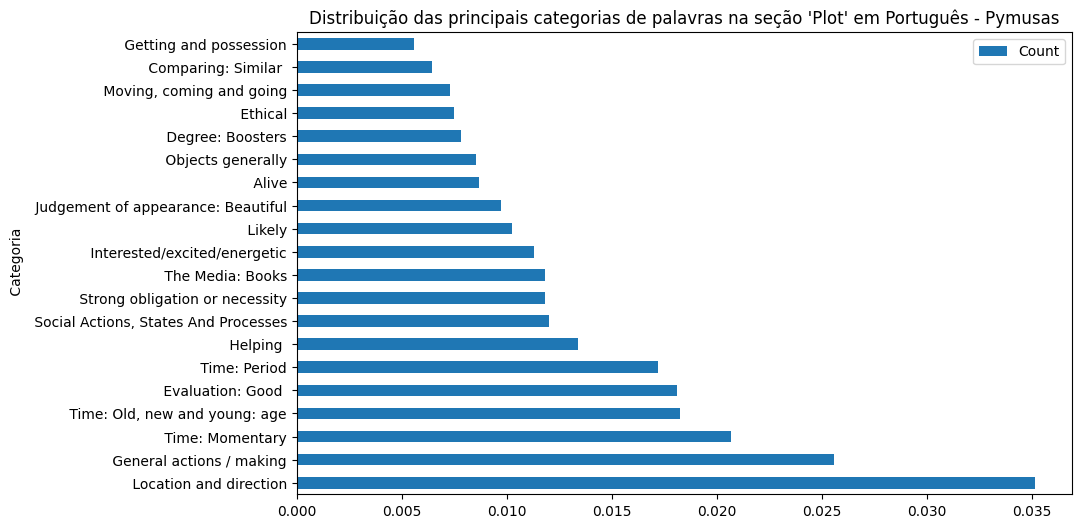 Distribuição das principais categorias de palavras na seção 'Plot' em Português - Pymusas
Count
Categoria
Getting and possession
Comparing: Similar
Moving, coming and going
Ethical
Degree: Boosters
Objects generally
Alive
Judgement of appearance: Beautiful
Likely
Interested/excited/energetic
The Media: Books
Strong obligation or necessity
Social Actions, States And Processes
Helping
Time: Period
Evaluation: Good
Time: Old, new and young: age
Time: Momentary
General actions / making
Location and direction
0.000 0.005 0.010 0.015 0.020 0.025 0.030 0.035